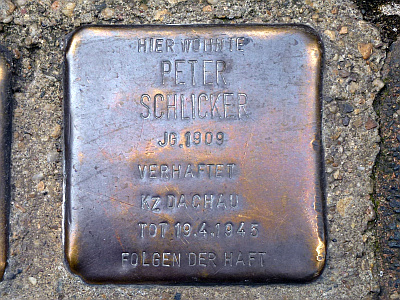 HIER WOHNTE
PETER
SCHLICKER
JG. 1909
VERHAFTET
KZ DACHAU
TOT 19.4.1945
FOLGEN DER HAFT